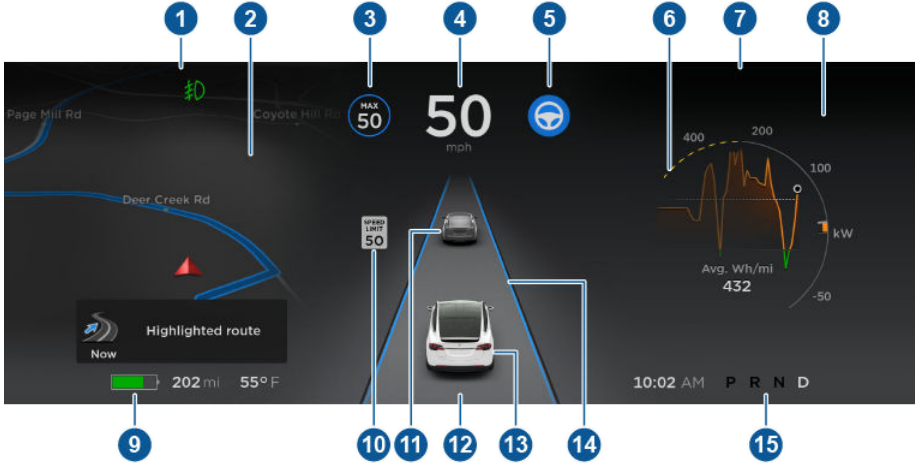 1
2
3
4
5
6
7
8
Page Mill Rd
Coyote Hill Rd
MAX
50
50
mph
400
200
100
kW
-50
Deer Creek Rd
SPEED
LIMIT
50
Avg. Wh/mi
432
Highlighted route
Now
202 mi 55° F
10:02 AM P R N D
9
10
11
12
13
14
15